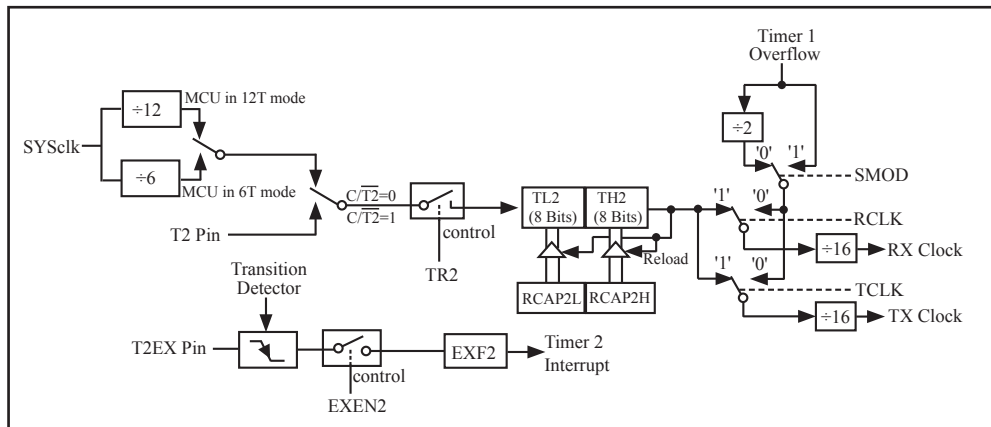 Timer 1
Overflow
÷12
MCU in 12T mode
÷2
SYSclk
'0'
'1'
÷6
MCU in 6T mode
SMOD
C/T2=0
C/T2=1
TL2
(8 Bits)
TH2
(8 Bits)
'1'
'0'
RCLK
T2 Pin
control
÷16
RX Clock
Reload
TR2
'1'
'0'
Transition
Detector
RCAP2L
RCAP2H
TCLK
÷16
TX Clock
T2EX Pin
EXF2
Timer 2
Interrupt
control
EXEN2